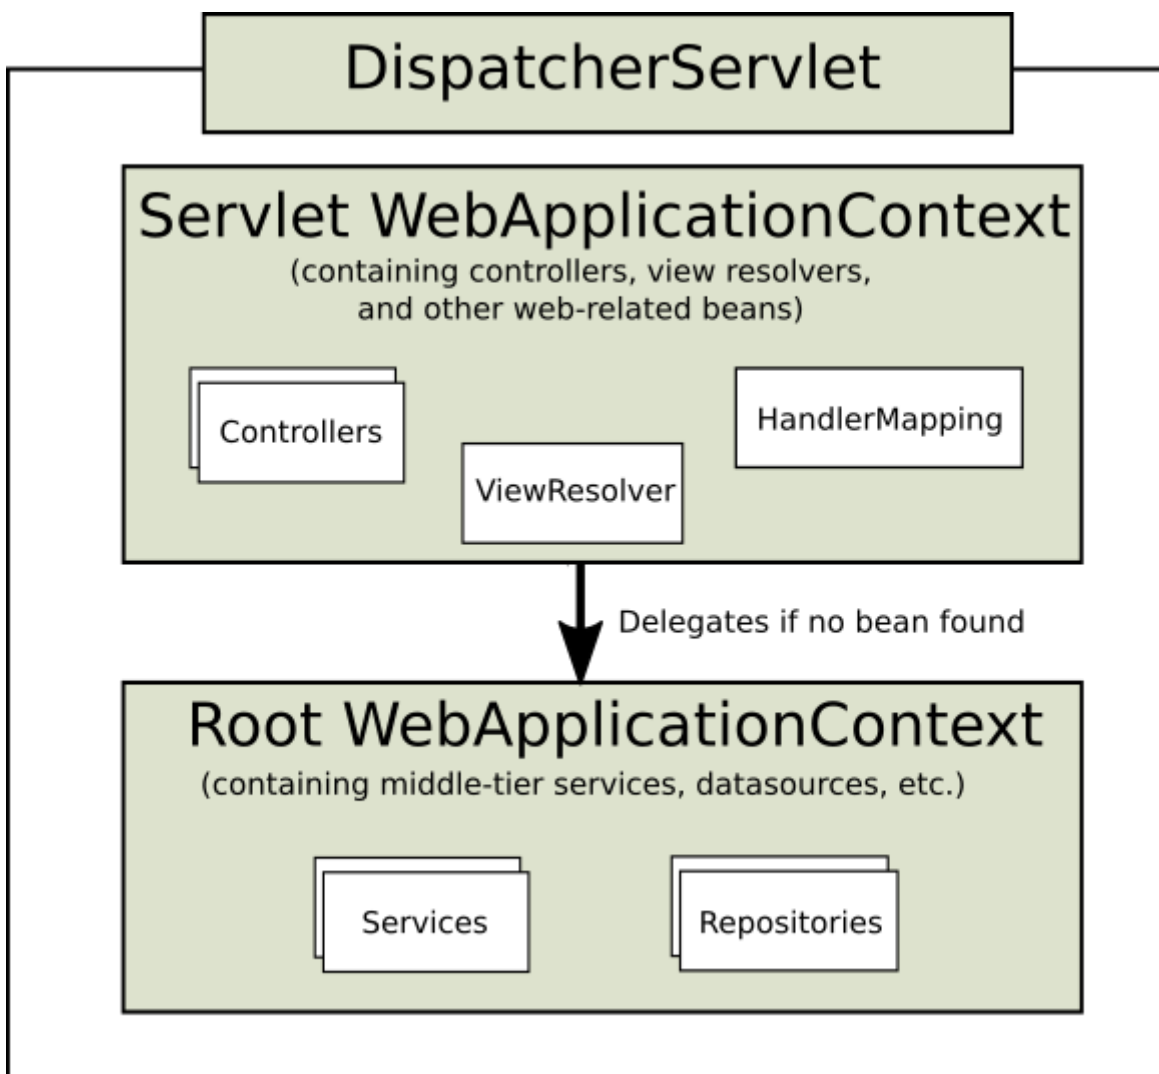 DispatcherServlet
Servlet WebApplicationContext
(containing controllers, view resolvers,
and other web-related beans)
Controllers
HandlerMapping
ViewResolver
Delegates if no bean found
Root WebApplicationContext
(containing middle-tier services, datasources, etc.)
Services
Repositories